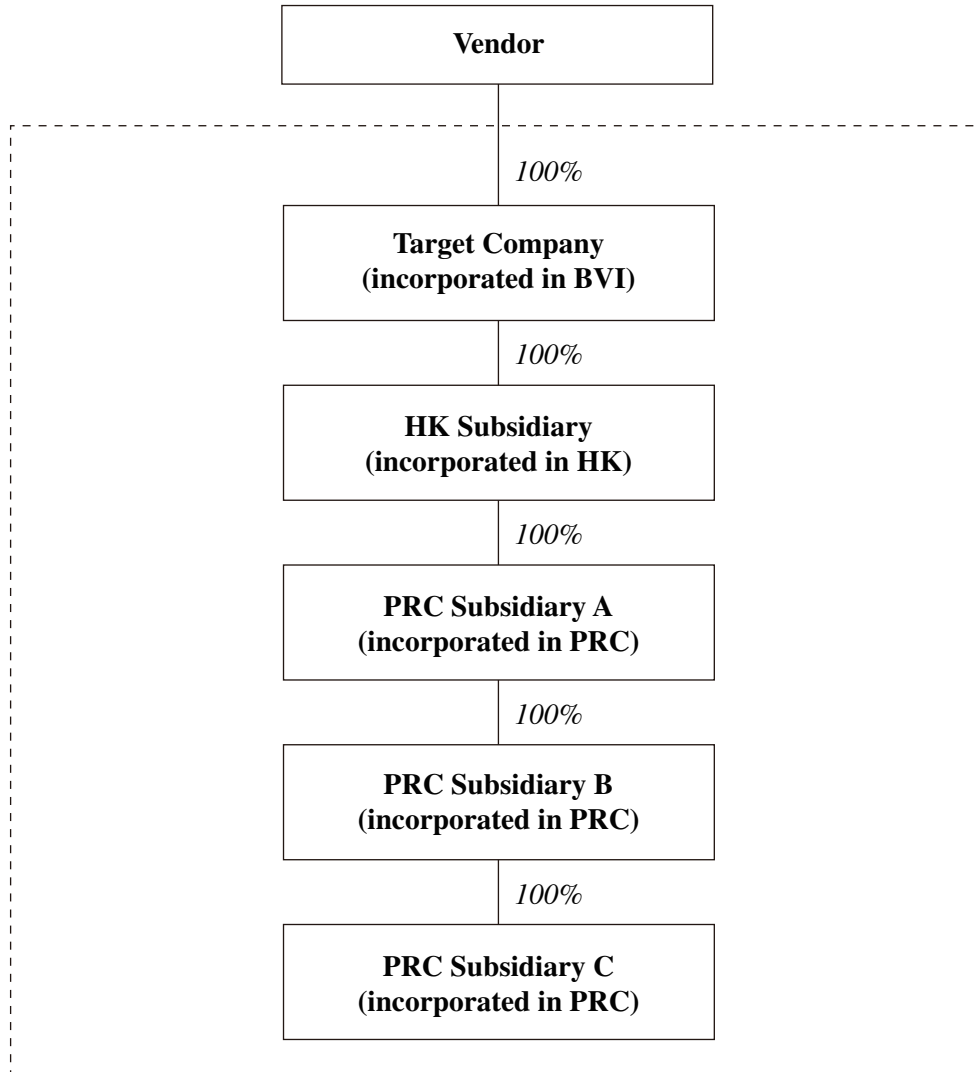 Vendor
100%
Target Company
(incorporated in BVI)
100%
HK Subsidiary
(incorporated in HK)
100%
PRC Subsidiary A
(incorporated in PRC)
100%
PRC Subsidiary B
(incorporated in PRC)
100%
PRC Subsidiary C
(incorporated in PRC)